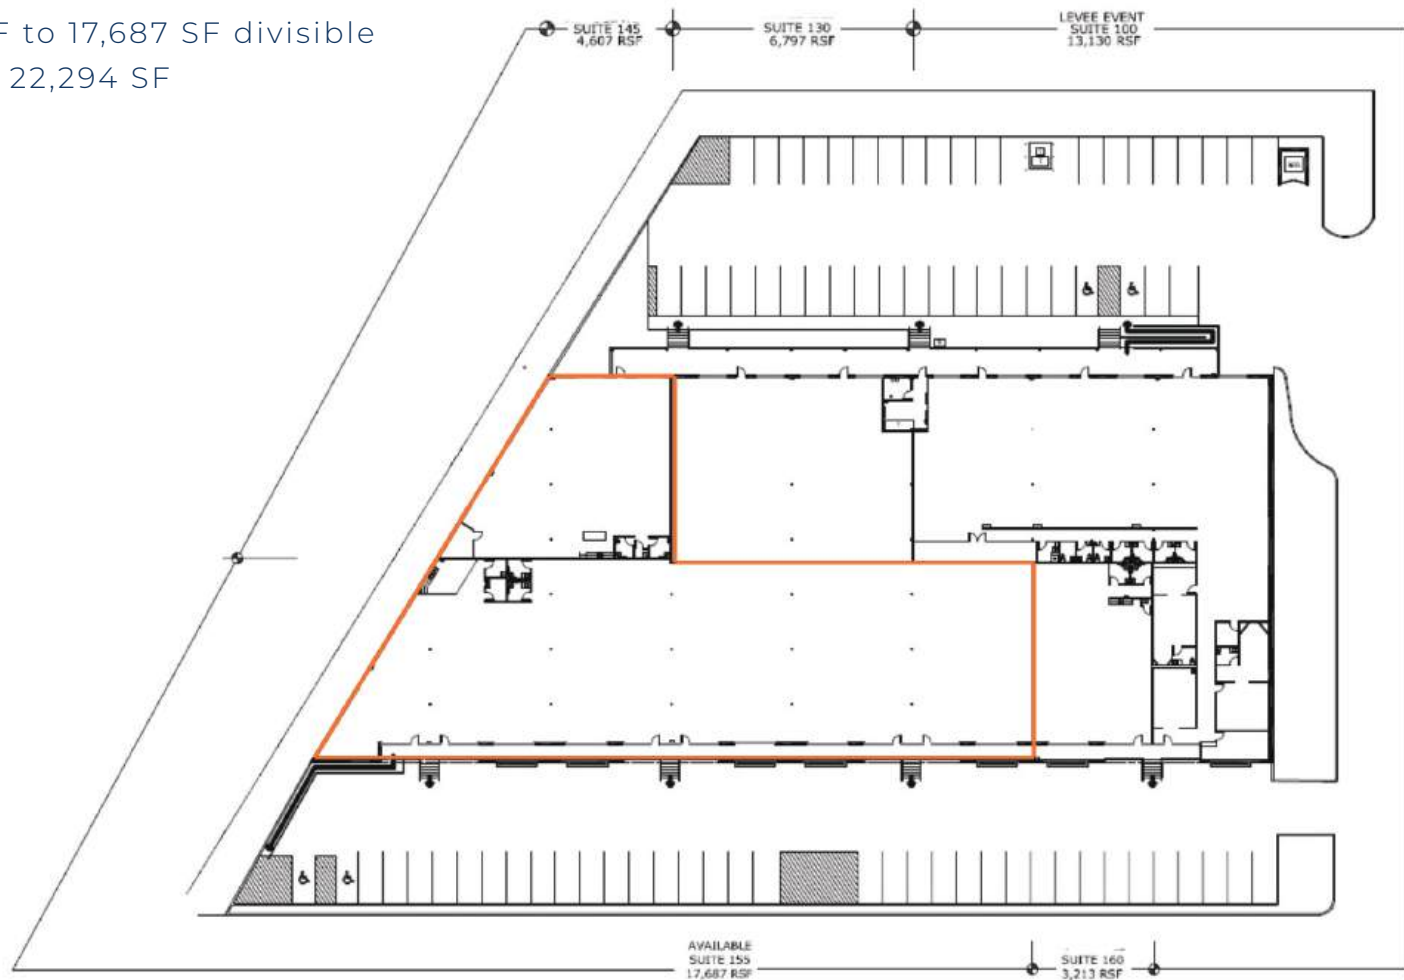 F to 17,687 SF divisible
22,294 SF
SUITE 145
4,607 RSF
SUITE 130
6,797 RSF
LEVEE EVENT
SUITE 100
13,130 RSF
AVAILABLE
SUITE 155
17,687 RSF
SUITE 160
3,213 RSF